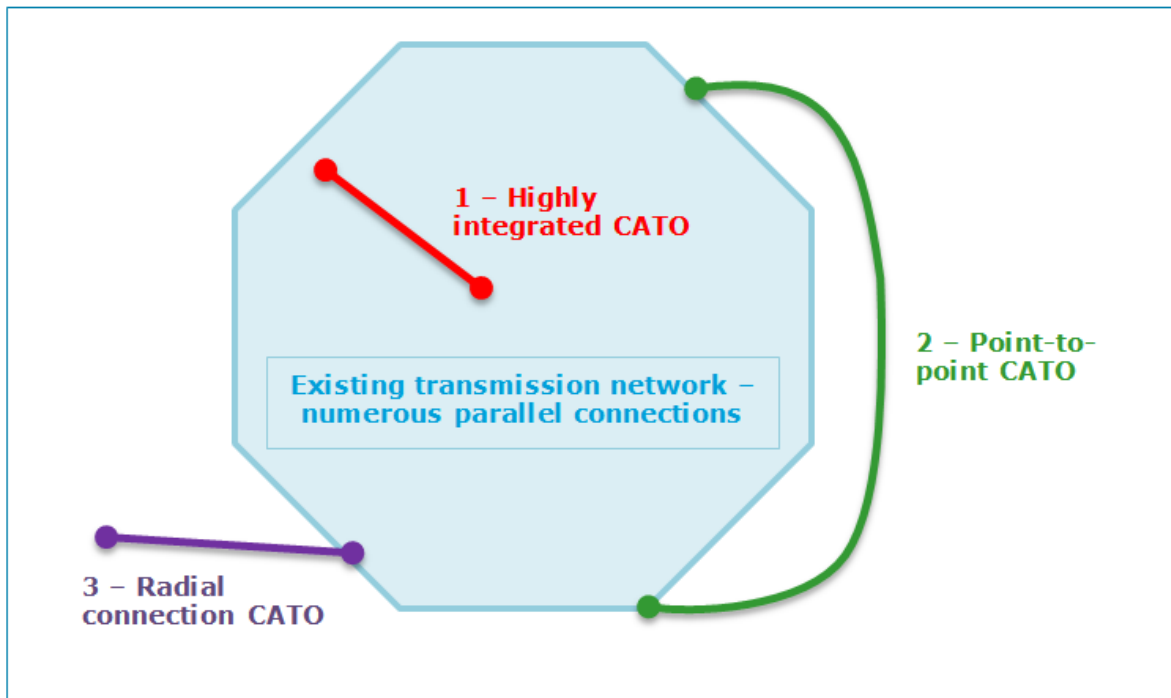 1 – Highly
integrated CATO
2 – Point-to-
point CATO
Existing transmission network –
numerous parallel connections
3 – Radial
connection CATO